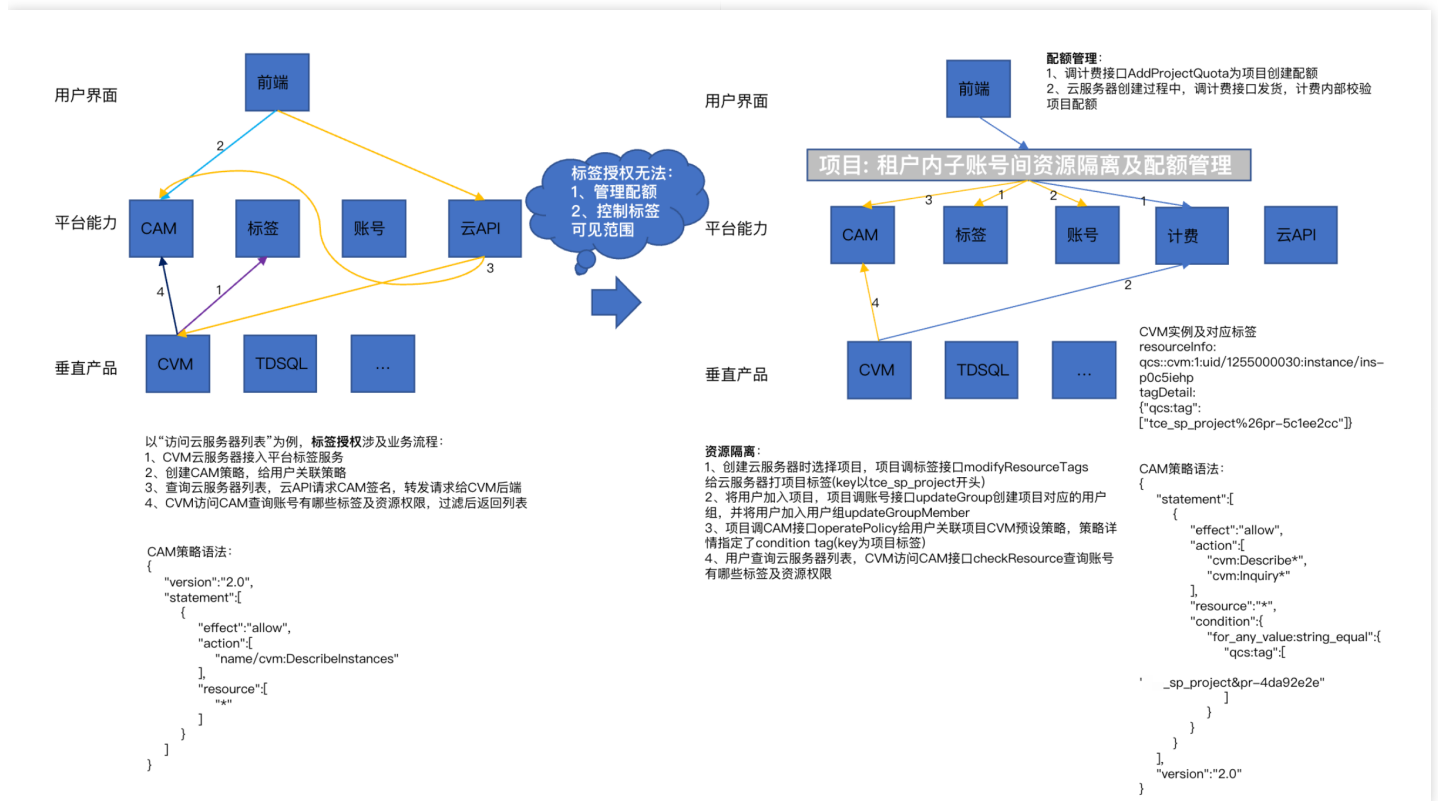 用户界面
前端
2
平台能力
CAM
标签
账号
云API
3
4
1
垂直产品
CVM
TDSQL
...
标签授权无法：
1、管理配额
2、控制标签
可见范围
以“访问云服务器列表”为例，标签授权涉及业务流程：
1、CVM云服务器接入平台标签服务
2、创建CAM策略，给用户关联策略
3、查询云服务器列表，云API请求CAM签名，转发请求给CVM后端
4、CVM访问CAM查询账号有哪些标签及资源权限，过滤后返回列表
CAM策略语法：
{
"version":"2.0",
"statement":[
{
"effect":"allow",
"action":[
"name/cvm:DescribeInstances"
],
"resource":[
"*"
]
}
]
}
用户界面
前端
配额管理：
1、调计费接口AddProjectQuota为项目创建配额
2、云服务器创建过程中，调计费接口发货，计费内部校验
项目配额
项目: 租户内子账号间资源隔离及配额管理
3
1
2
1
平台能力
CAM
标签
账号
计费
云API
4
2
垂直产品
CVM
TDSQL
...
CVM实例及对应标签
resourceInfo:
qcs::cvm:1:uid/1255000030:instance/ins-
p0c5iehp
tagDetail:
{"qcs:tag":
["tce_sp_project%26pr-5c1ee2cc"]}
资源隔离：
1、创建云服务器时选择项目，项目调标签接口modifyResourceTags
给云服务器打项目标签(key以tce_sp_project开头)
2、将用户加入项目，项目调账号接口updateGroup创建项目对应的用户
组，并将用户加入用户组updateGroupMember
3、项目调CAM接口operatePolicy给用户关联项目CVM预设策略，策略详
情指定了condition tag(key为项目标签)
4、用户查询云服务器列表，CVM访问CAM接口checkResource查询账号
有哪些标签及资源权限
CAM策略语法：
{
"statement":[
{
"effect":"allow",
"action":[
"cvm:Describe*",
"cvm:Inquiry*"
],
"resource":"*",
"condition":{
"for_any_value:string_equal":{
"qcs:tag":[
' _sp_project&pr-4da92e2e"
]
}
}
}
],
"version":"2.0"
}